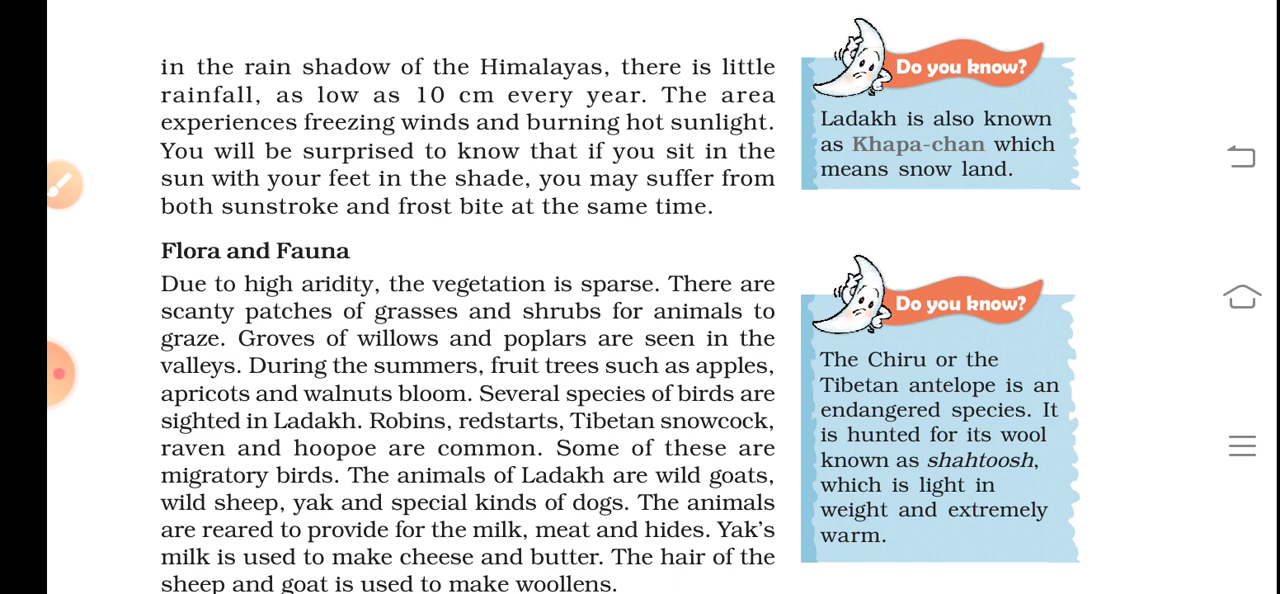 in the rain shadow of the Himalayas, there is little
rainfall, as low as 10 cm every year. The area
experiences freezing winds and burning hot sunlight.
You will be surprised to know that if you sit in the
sun with your feet in the shade, you may suffer from
both sunstroke and frost bite at the same time.
Flora and Fauna
Due to high aridity, the vegetation is sparse. There are
scanty patches of grasses and shrubs for animals to
graze. Groves of willows and poplars are seen in the
valleys. During the summers, fruit trees such as apples,
apricots and walnuts bloom. Several species of birds are
sighted in Ladakh. Robins, redstarts, Tibetan snowcock,
raven and hoopoe are common. Some of these are
migratory birds. The animals of Ladakh are wild goats,
wild sheep, yak and special kinds of dogs. The animals
are reared to provide for the milk, meat and hides. Yak's
milk is used to make cheese and butter. The hair of the
sheep and goat is used to make woollens.
Do you know?
Ladakh is also known
as Khapa-chan which
means snow land.
Do you know?
The Chiru or the
Tibetan antelope is an
endangered species. It
is hunted for its wool
known as shahtoosh,
which is light in
weight and extremely
warm.